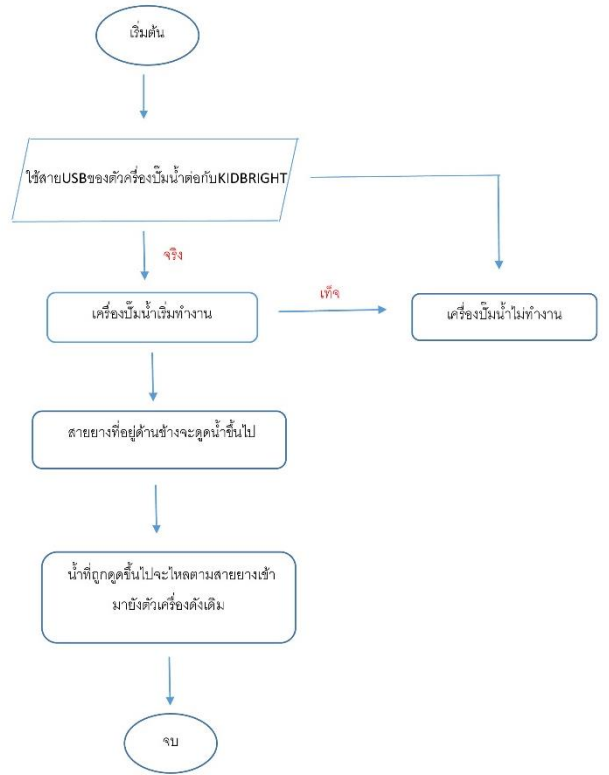 เริ่มต้น
ใช้สายUSBของตัวครื่องปั๊มน้ำต่อกับKIDBRIGHT
จริง
เท็จ
เครื่องปั๊มน้ำเริ่มทำงาน
เครื่องปั๊มน้ำไม่ทำงาน
สายยางที่อยู่ด้านข้างจะดูดน้ำขึ้นไป
น้ำที่ถูกดูดขึ้นไปจะไหลตามสายยางเข้า
มายังตัวเครื่องดังเดิม
จบ